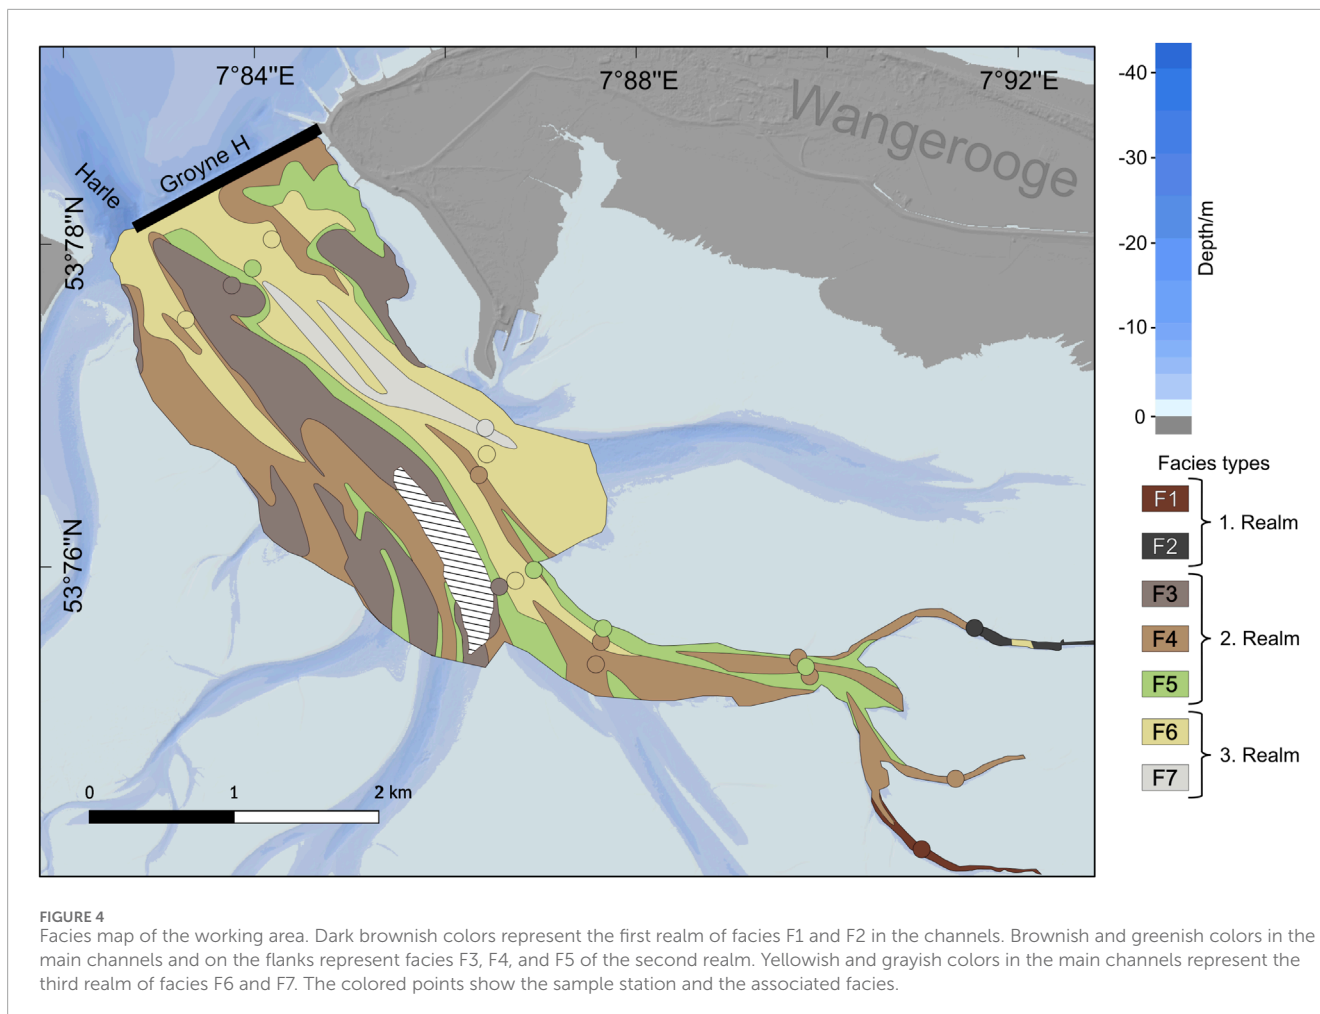 7°84"E
7°88"E
7°92"E
Wangerooge
Groyne H
Harle
53°78"N
53°76"N
0
1
2 km
-40
-30
-20
-10
0
Depth/m
Facies types
F1
F2
1. Realm
F3
F4
F5
2. Realm
F6
F7
3. Realm
FIGURE 4
Facies map of the working area. Dark brownish colors represent the first realm of facies F1 and F2 in the channels. Brownish and greenish colors in the
main channels and on the flanks represent facies F3, F4, and F5 of the second realm. Yellowish and grayish colors in the main channels represent the
third realm of facies F6 and F7. The colored points show the sample station and the associated facies.